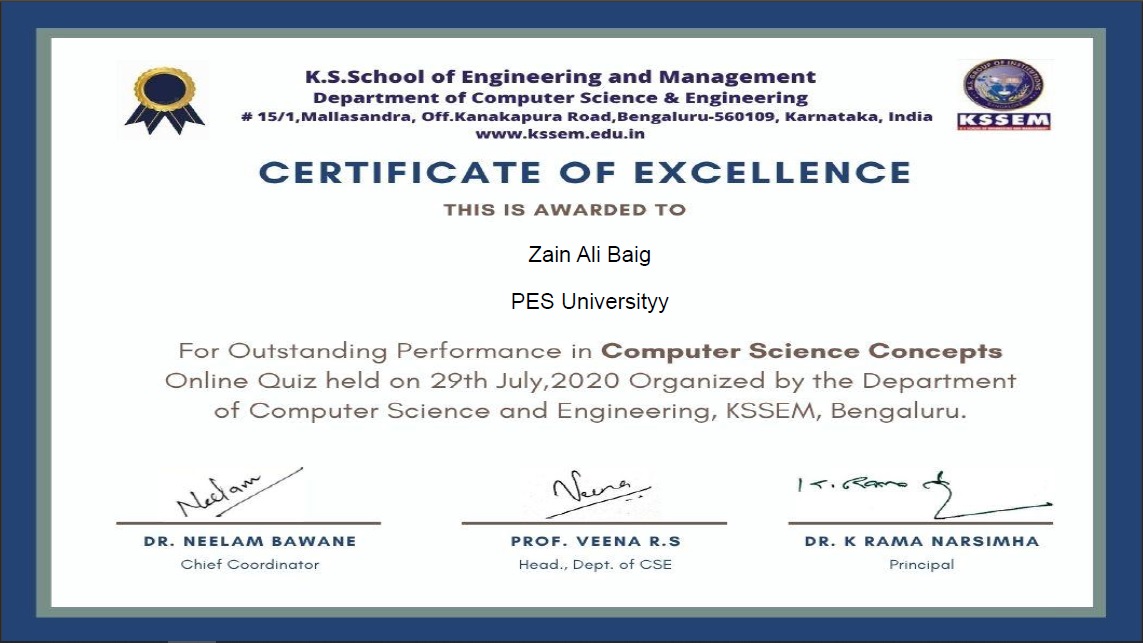 K.S.School of Engineering and Management
Department of Computer Science & Engineering
# 15/1,Mallasandra, Off.Kanakapura Road,Bengaluru-560109, Karnataka, India
www.kssem.edu.in
K.S. GROUP OF INSTITUTIONS
KSSEM
CERTIFICATE OF EXCELLENCE
THIS IS AWARDED TO
Zain Ali Baig
PES Universityy
For Outstanding Performance in Computer Science Concepts
Online Quiz held on 29th July,2020 Organized by the Department
of Computer Science and Engineering, KSSEM, Bengaluru.
Neelam
Veena
K. Rama
DR. NEELAM BAWANE
PROF. VEENA R.S
DR. K RAMA NARSIMHA
Chief Coordinator
Head., Dept. of CSE
Principal